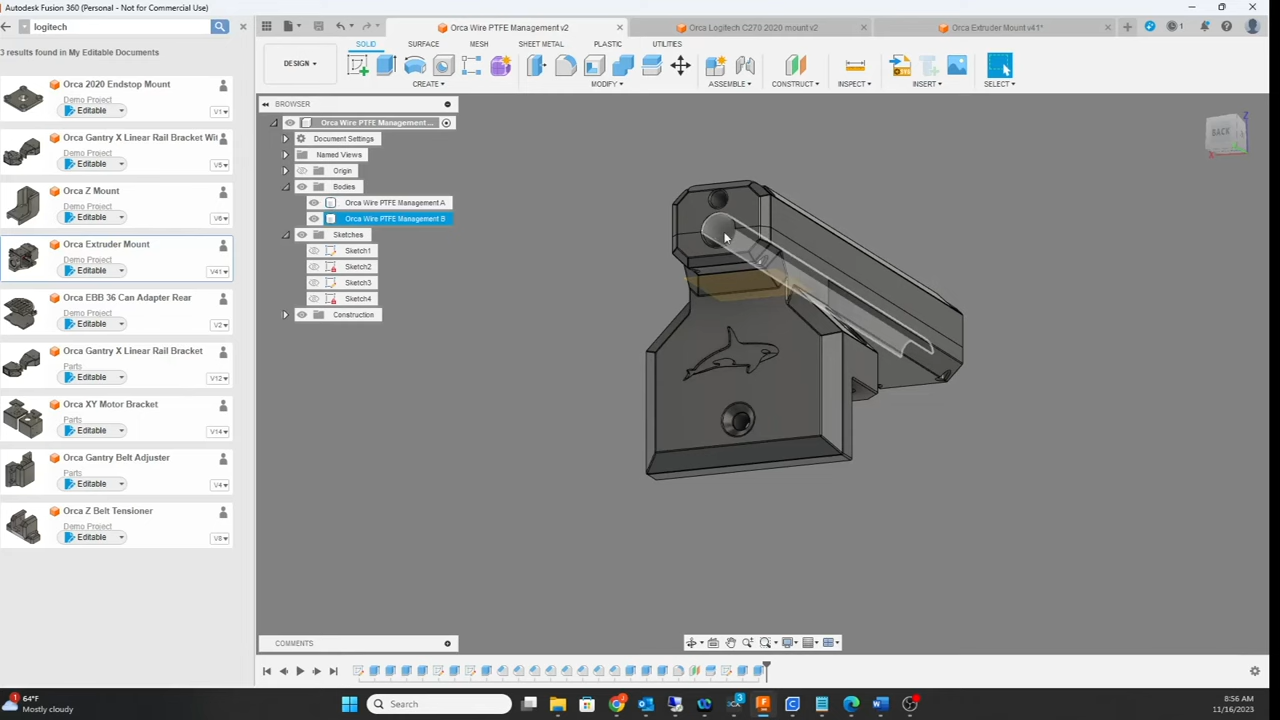 Autodesk Fusion 360 (Personal - Not for Commercial Use)
logitech
Orca Wire PTFE Management v2
Orca Logitech C270 2020 mount v2
Orca Extruder Mount v41*
1
3 results found in My Editable Documents
DESIGN
SOLID
SURFACE
MESH
SHEET METAL
PLASTIC
UTILITIES
CREATE
MODIFY
ASSEMBLE
CONSTRUCT
INSPECT
INSERT
SELECT
Orca 2020 Endstop Mount
Demo Project
Editable
V1
Orca Gantry X Linear Rail Bracket Wi
Demo Project
Editable
V5
Orca Z Mount
Demo Project
Editable
V6
Orca Extruder Mount
Demo Project
Editable
V41
Orca EBB 36 Can Adapter Rear
Demo Project
Editable
V2
Orca Gantry X Linear Rail Bracket
Parts
Editable
V12
Orca XY Motor Bracket
Parts
Editable
V14
Orca Gantry Belt Adjuster
Parts
Editable
V4
Orca Z Belt Tensioner
Demo Project
Editable
V8
BROWSER
Orca Wire PTFE Management...
Document Settings
Named Views
Origin
Bodies
Orca Wire PTFE Management A
Orca Wire PTFE Management B
Sketches
Sketch1
Sketch2
Sketch3
Sketch4
Construction
BACK
Z
X
COMMENTS
1
64°F
Mostly cloudy
Search
3
8:56 AM
11/16/2023